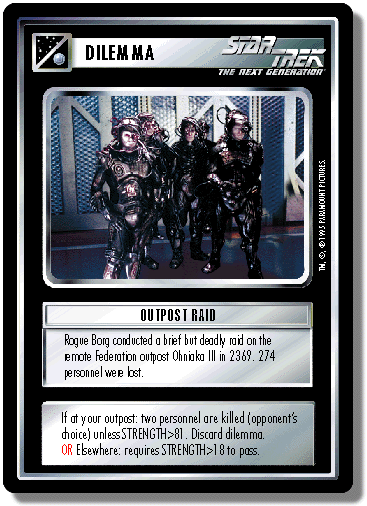 DILEMMA
STAR TREK
THE NEXT GENERATION
TM, ©, ® 1995 PARAMOUNT PICTURES.
OUTPOST RAID
Rogue Borg conducted a brief but deadly raid on the
remote Federation outpost Ohniaka III in 2369. 274
personnel were lost.
If at your outpost: two personnel are killed (opponent's
choice) unless STRENGTH>81. Discard dilemma.
OR Elsewhere: requires STRENGTH>18 to pass.